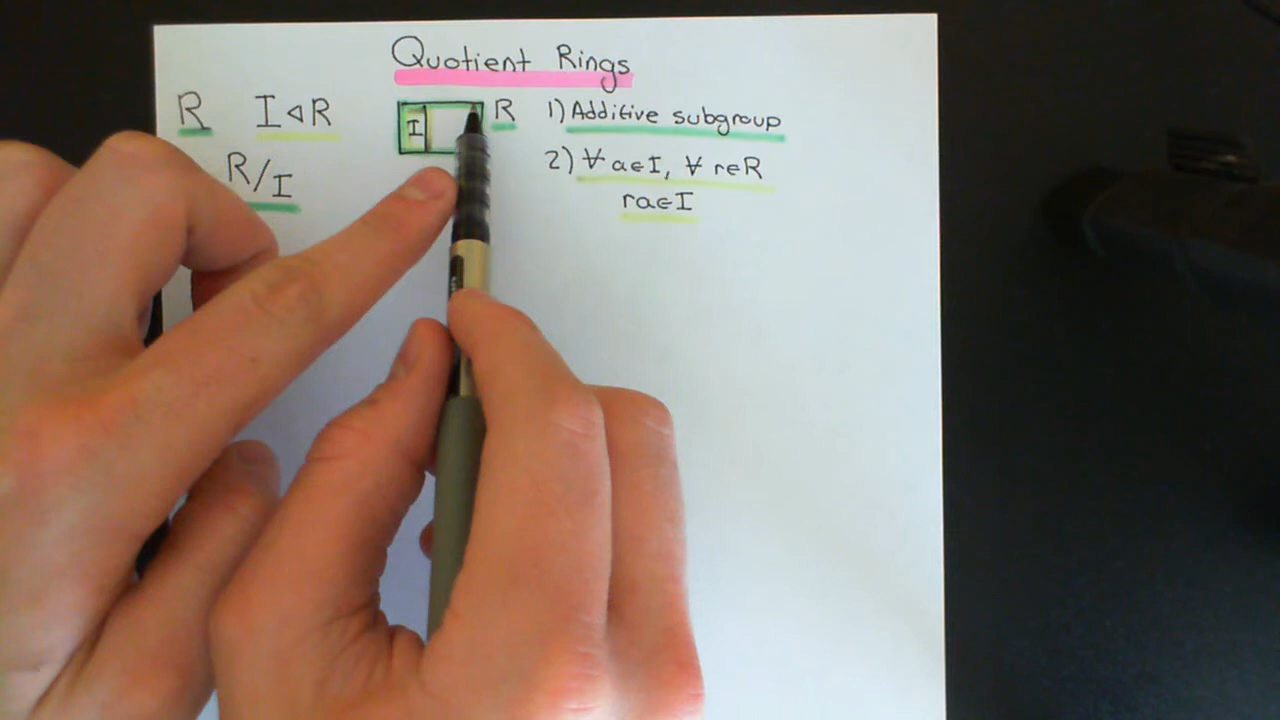 Quotient Rings
R I ⊲ R
R/I
I
R
1) Additive subgroup
2) ∀ a∈I, ∀ r∈R
ra∈I